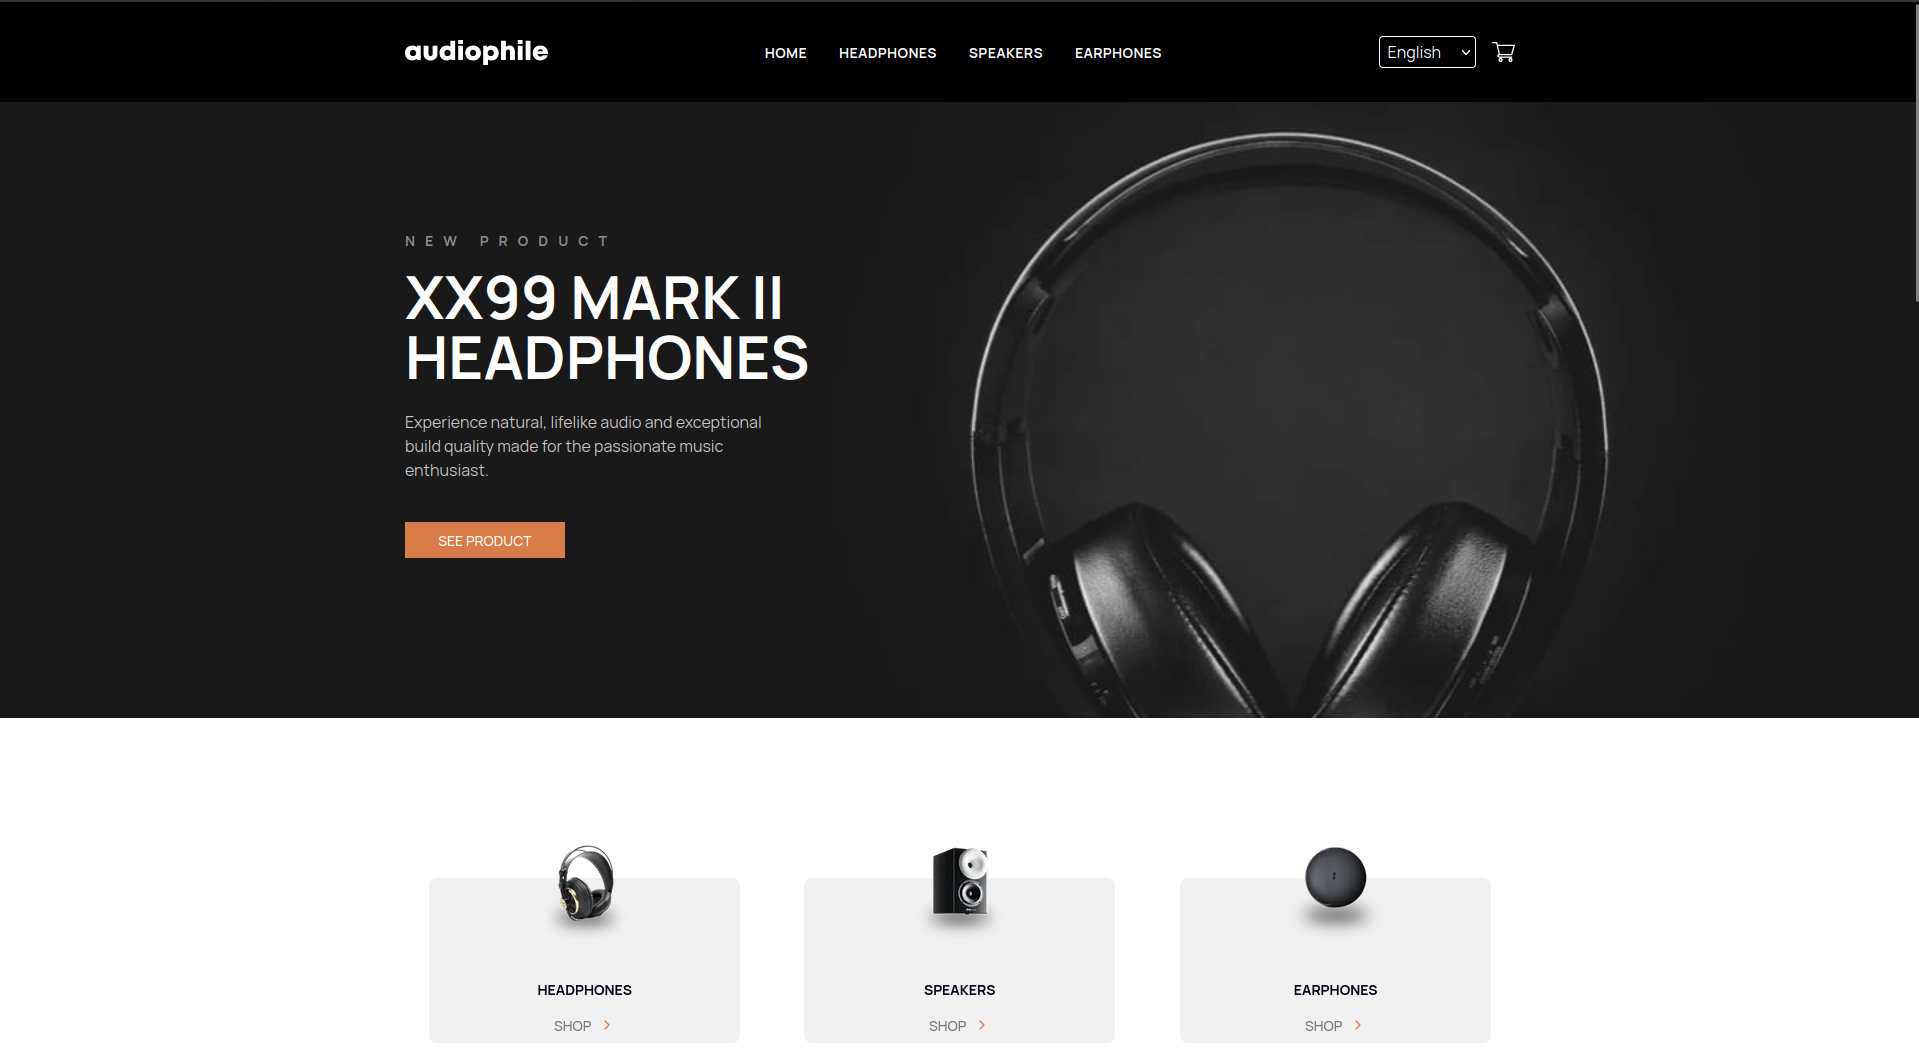 audiophile
HOME HEADPHONES SPEAKERS EARPHONES
English
NEW PRODUCT
XX99 MARK II
HEADPHONES
Experience natural, lifelike audio and exceptional
build quality made for the passionate music
enthusiast.
SEE PRODUCT
HEADPHONES
SHOP
SPEAKERS
SHOP
EARPHONES
SHOP